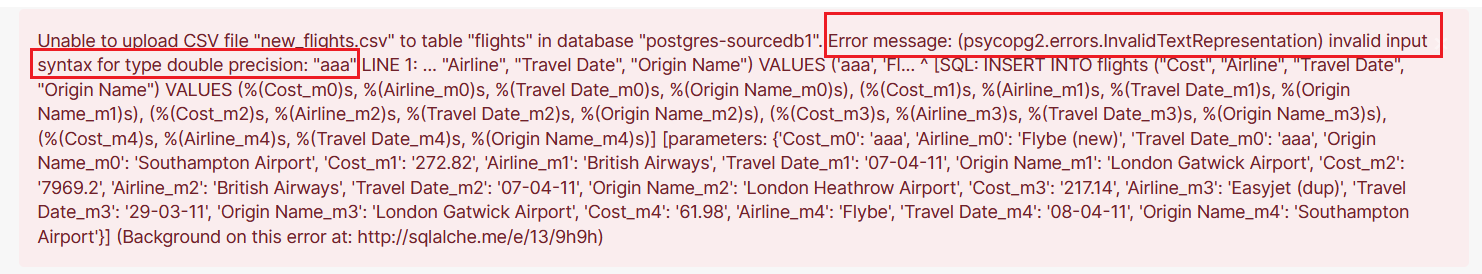 Unable to upload CSV file "new_flights.csv" to table "flights" in database "postgres-sourcedb1". Error message: (psycopg2.errors.InvalidTextRepresentation) invalid input
syntax for type double precision: "aaa" LINE 1: ... "Airline", "Travel Date", "Origin Name") VALUES ('aaa', 'Fl... ^ [SQL: INSERT INTO flights ("Cost", "Airline", "Travel Date",
"Origin Name") VALUES (%(Cost_m0)s, %(Airline_m0)s, %(Travel Date_m0)s, %(Origin Name_m0)s), (%(Cost_m1)s, %(Airline_m1)s, %(Travel Date_m1)s, %(Origin
Name_m1)s), (%(Cost_m2)s, %(Airline_m2)s, %(Travel Date_m2)s, %(Origin Name_m2)s), (%(Cost_m3)s, %(Airline_m3)s, %(Travel Date_m3)s, %(Origin Name_m3)s),
(%(Cost_m4)s, %(Airline_m4)s, %(Travel Date_m4)s, %(Origin Name_m4)s)] [parameters: {'Cost_m0': 'aaa', 'Airline_m0': 'Flybe (new)', 'Travel Date_m0': 'aaa', 'Origin
Name_m0': 'Southampton Airport', 'Cost_m1': '272.82', 'Airline_m1': 'British Airways', 'Travel Date_m1': '07-04-11', 'Origin Name_m1': 'London Gatwick Airport', 'Cost_m2':
'7969.2', 'Airline_m2': 'British Airways', 'Travel Date_m2': '07-04-11', 'Origin Name_m2': 'London Heathrow Airport', 'Cost_m3': '217.14', 'Airline_m3': 'Easyjet (dup)', 'Travel
Date_m3': '29-03-11', 'Origin Name_m3': 'London Gatwick Airport', 'Cost_m4': '61.98', 'Airline_m4': 'Flybe', 'Travel Date_m4': '08-04-11', 'Origin Name_m4': 'Southampton
Airport'}] (Background on this error at: http://sqlalche.me/e/13/9h9h)